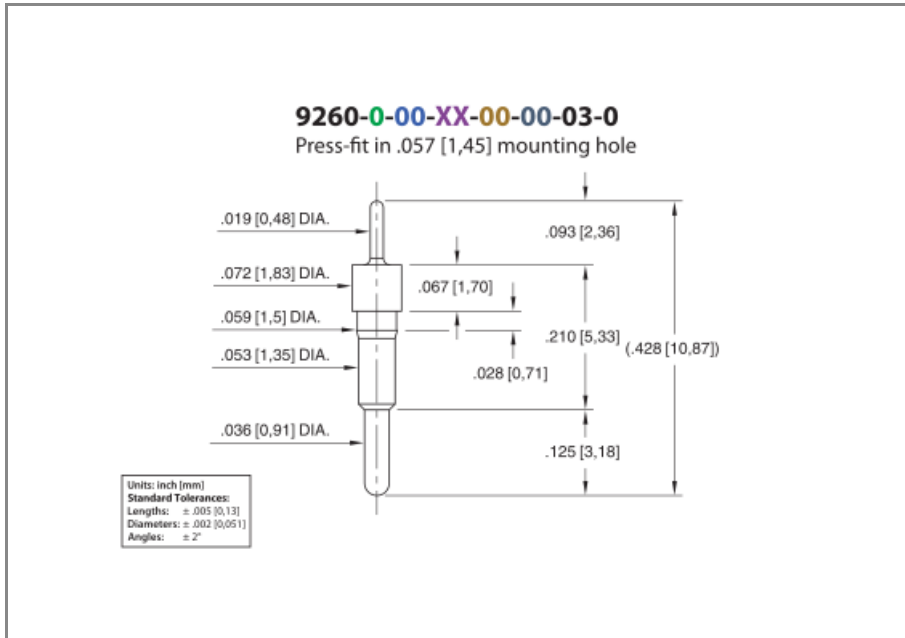 9260-0-00-XX-00-00-03-0
Press-fit in .057 [1,45] mounting hole
.019 [0,48] DIA.
.093 [2,36]
.072 [1,83] DIA.
.067 [1,70]
.059 [1,5] DIA.
.210 [5,33]
(.428 [10,87])
.053 [1,35] DIA.
.028 [0,71]
.036 [0,91] DIA.
.125 [3,18]
Units: inch [mm]
Standard Tolerances:
Lengths: ± .005 [0,13]
Diameters: ± .002 [0,051]
Angles: ± 2°